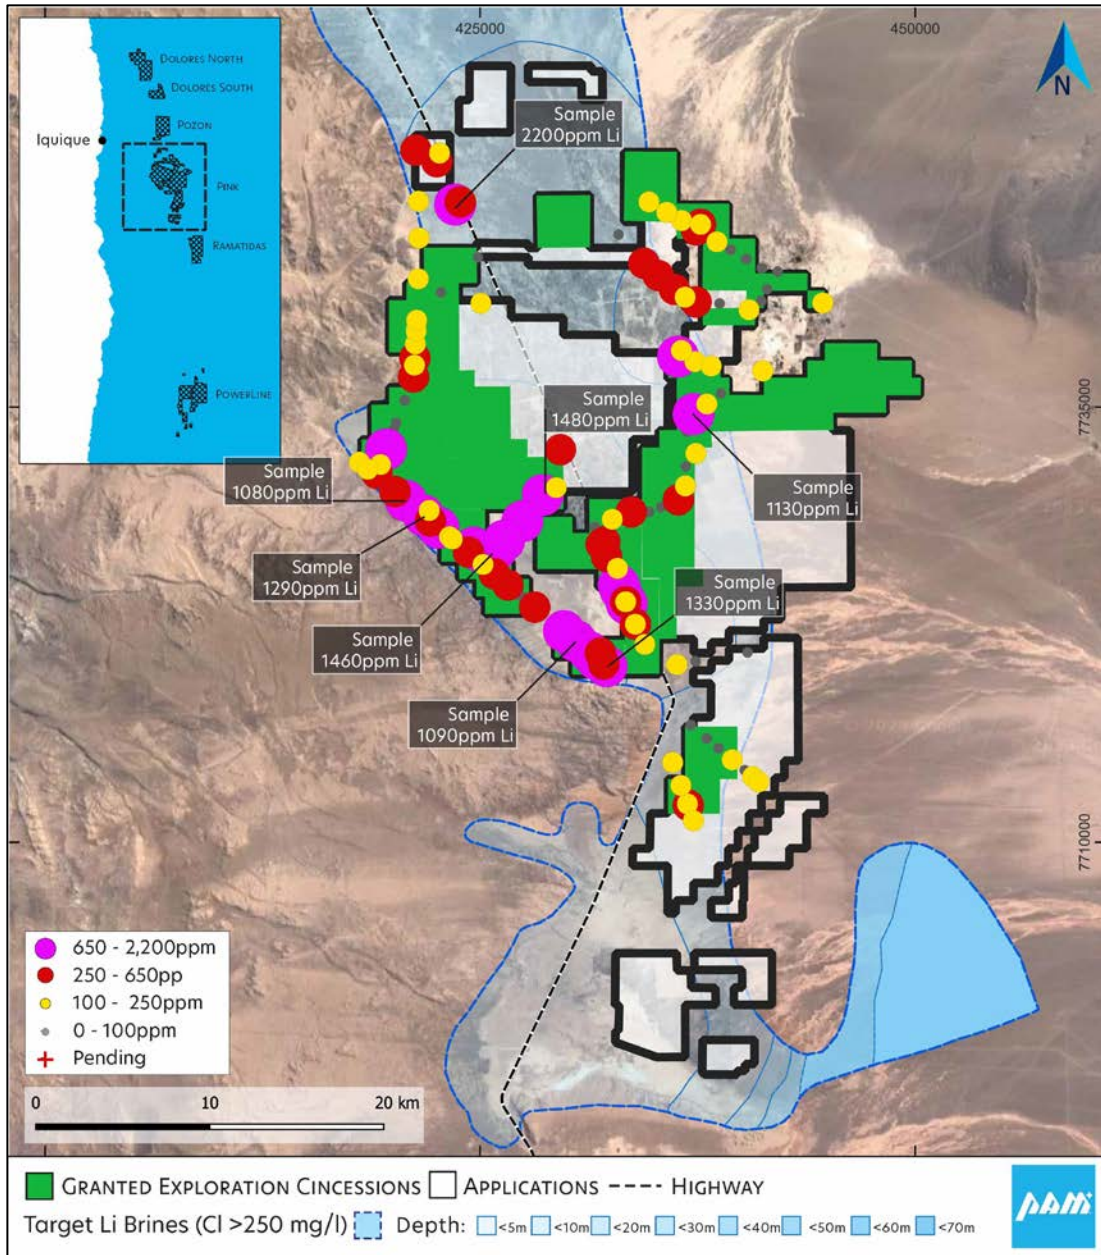 425000
450000
7735000
7710000
N
DOLORES NORTH
DOLORES SOUTH
POZON
Iquique
PINK
RAMATIDAS
POWERLINE
Sample
2200ppm Li
Sample
1480ppm Li
Sample
1080ppm Li
Sample
1130ppm Li
Sample
1290ppm Li
Sample
1330ppm Li
Sample
1460ppm Li
Sample
1090ppm Li
650 - 2,200ppm
250 - 650pp
100 - 250ppm
0 - 100ppm
Pending
0 10 20 km
GRANTED EXPLORATION CINCESSIONS APPLICATIONS HIGHWAY
Target Li Brines (Cl >250 mg/l) Depth: <5m <10m <20m <30m <40m <50m <60m <70m
PAM